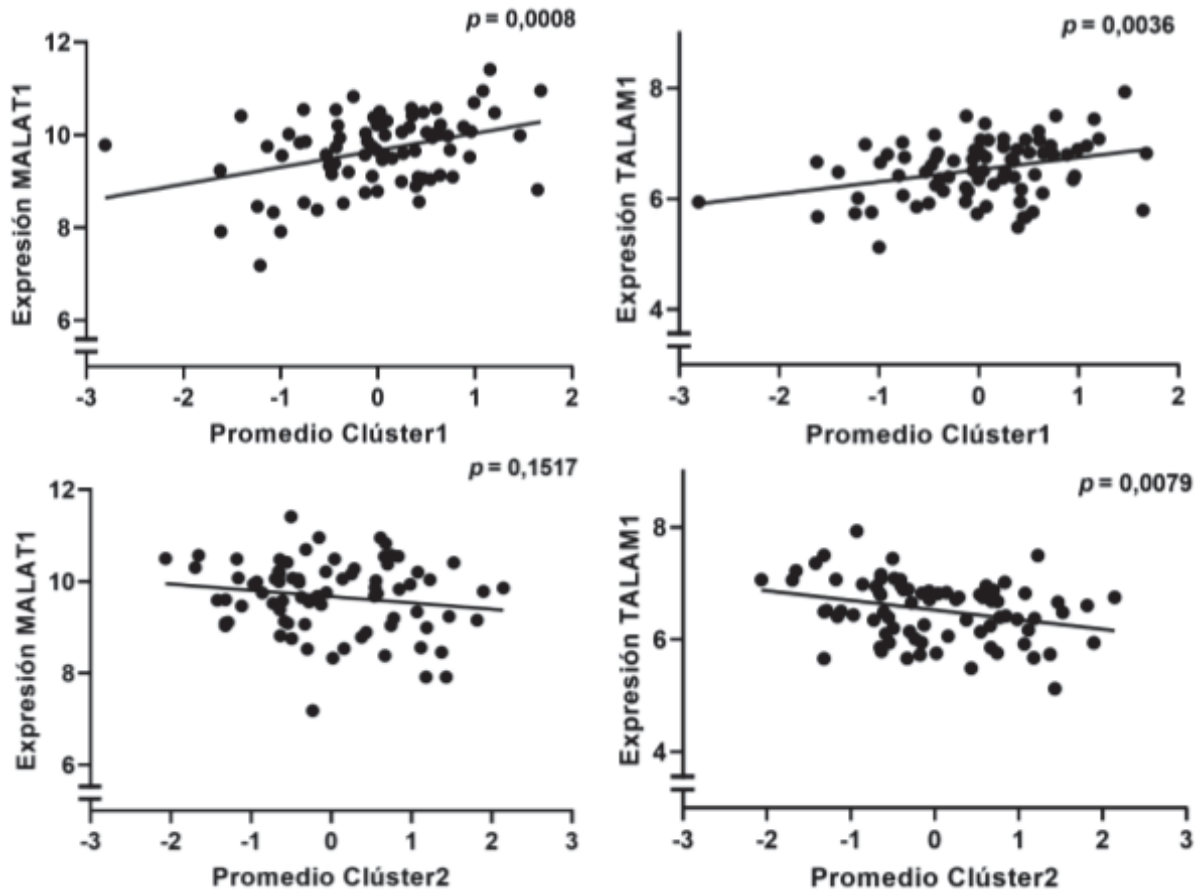 p = 0,0008
Expresión MALAT1
12
10
8
6
-3 -2 -1 0 1 2
Promedio Clúster1
p = 0,0036
Expresión TALAM1
8
6
4
-3 -2 -1 0 1 2
Promedio Clúster1
p = 0,1517
Expresión MALAT1
12
10
8
6
-3 -2 -1 0 1 2 3
Promedio Clúster2
p = 0,0079
Expresión TALAM1
8
6
4
-3 -2 -1 0 1 2 3
Promedio Clúster2